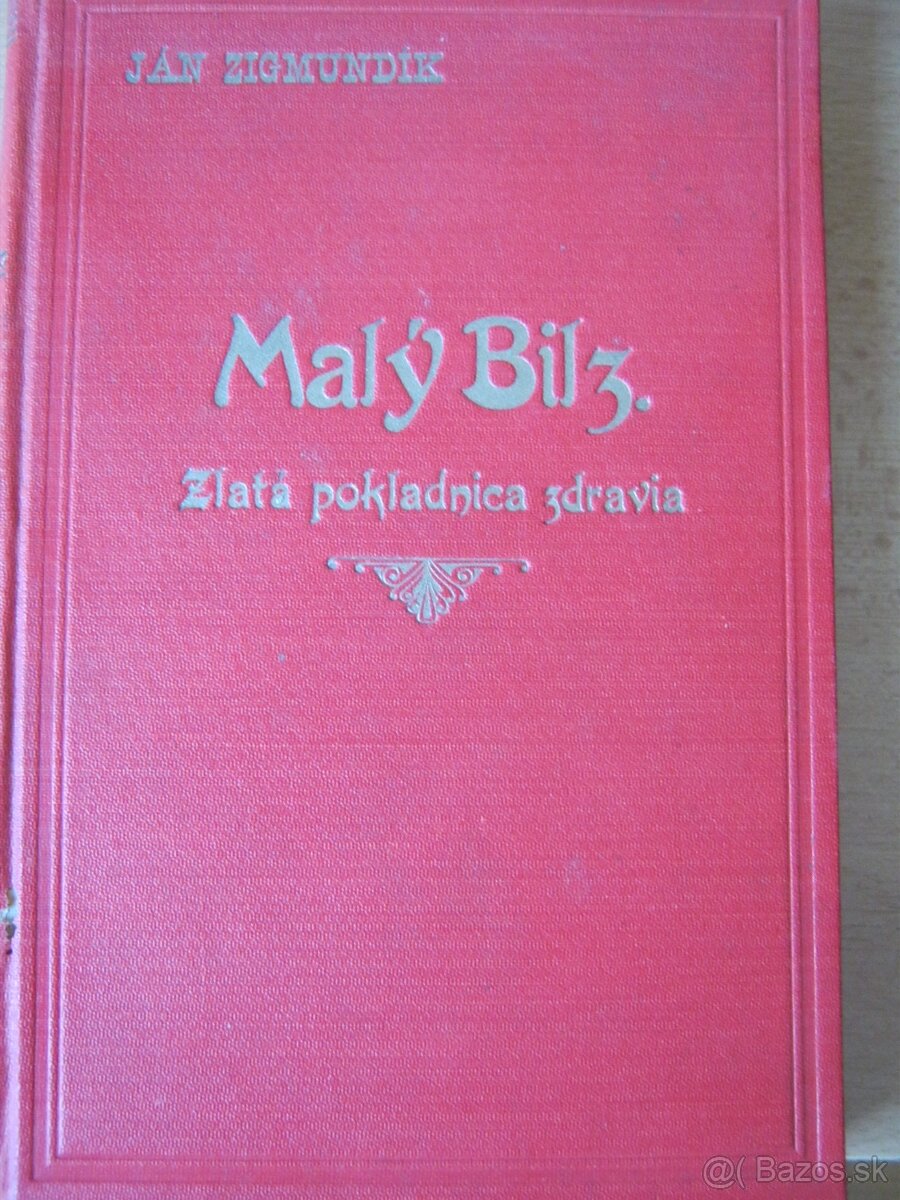 JÁN ZIGMUNDÍK
Malý Bilz.
Zlatá pokladnica zdravia
@( Bazos.sk